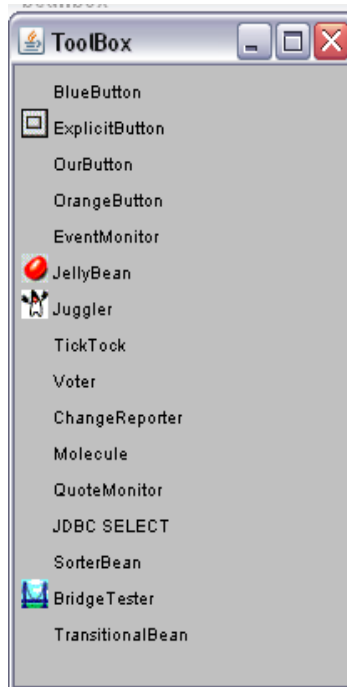 ToolBox
BlueButton
ExplicitButton
OurButton
OrangeButton
EventMonitor
JellyBean
Juggler
TickTock
Voter
ChangeReporter
Molecule
QuoteMonitor
JDBC SELECT
SorterBean
BridgeTester
TransitionalBean